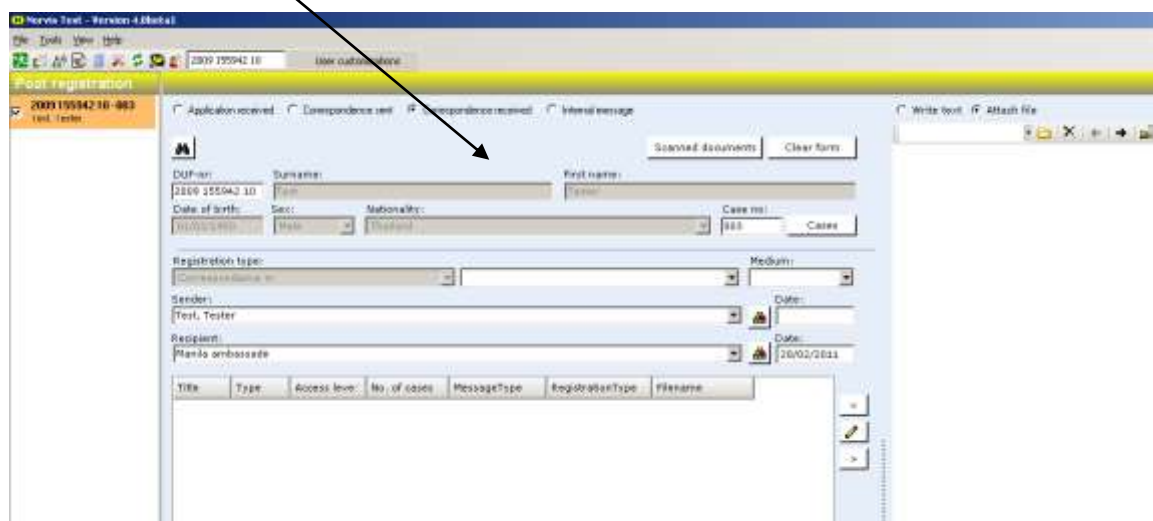 Norvis Test - Version 4.0beta8
File Tools View Help
2009 155942 10 User customisations
Post registration
2009 155942 10 -003
Test, Tester
Application received Correspondence sent Correspondence received Internal message
Write text Attach file
Scanned documents Clear form
DUF-nr: Surname: First name:
2009 155942 10 Test Tester
Date of birth: Sex: Nationality: Case no:
Male Thailand 003 Cases
Registration type: Medium:
Correspondence in
Sender: Date:
Test, Tester
Recipient: Date:
Manila ambassade 28/02/2011
Title Type Access level No. of cases MessageType RegistrationType Filename